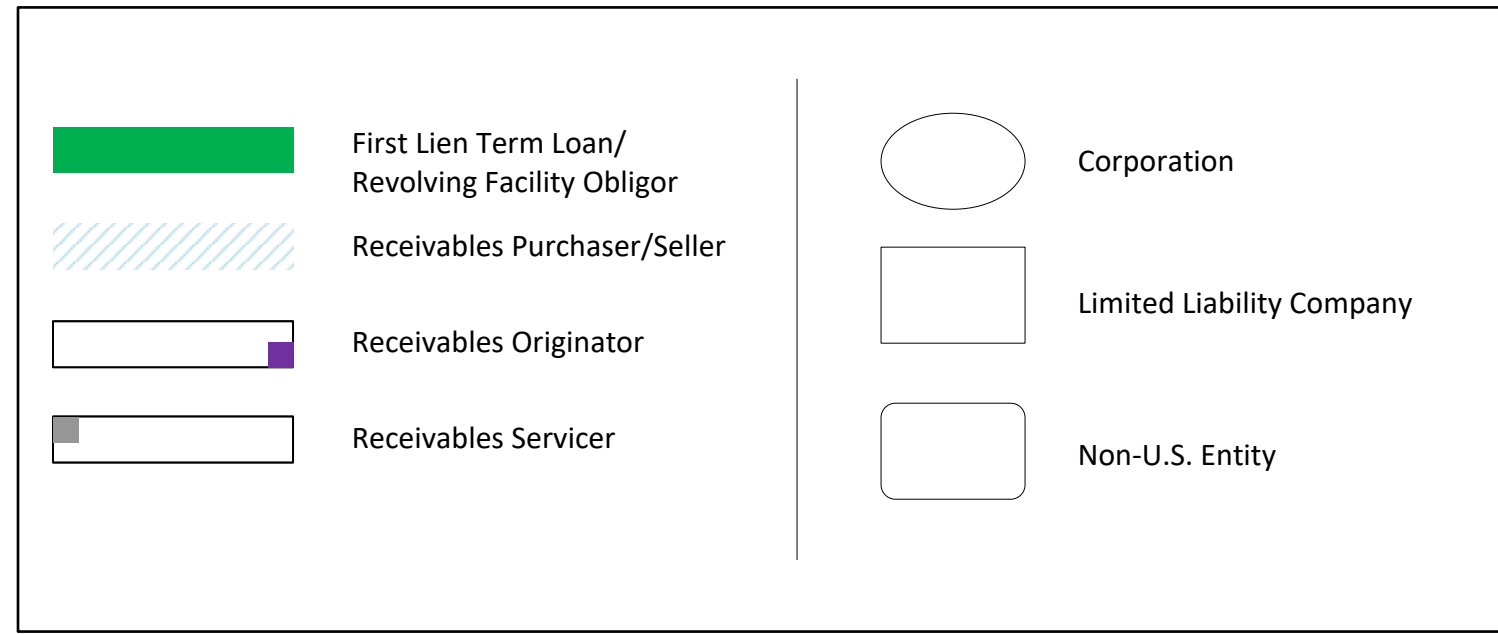 First Lien Term Loan/
Revolving Facility Obligor
Receivables Purchaser/Seller
Receivables Originator
Receivables Servicer
Corporation
Limited Liability Company
Non-U.S. Entity